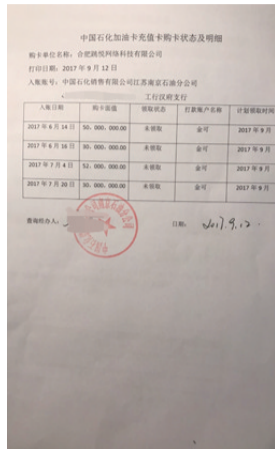 中国石化加油卡充值卡购卡状态及明细
购卡单位名称：合肥跳悦网络科技有限公司
打印日期：2017年9月12日
入账账号：中国石化销售有限公司江苏南京石油分公司
工行汉府支行
入账日期 购卡面值 领取状态 打款账户名称 计划领取时间
2017年6月14日 50，000，000.00 未领取 金可 2017年9月
2017年6月16日 30，000，000.00 未领取 金可 2017年9月
2017年7月4日 52，000，000.00 未领取 金可 2017年9月
2017年7月20日 30，000，000.00 未领取 金可 2017年9月
查询经办人：
日期：2017.9.12